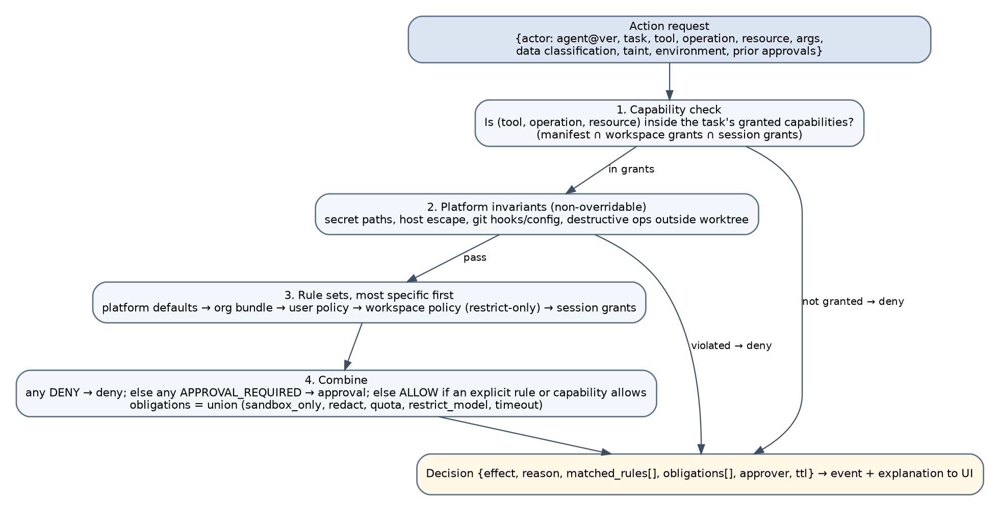 Action request
{actor: agent@ver, task, tool, operation, resource, args,
data classification, taint, environment, prior approvals}
1. Capability check
Is (tool, operation, resource) inside the task's granted capabilities?
(manifest ∩ workspace grants ∩ session grants)
in grants
2. Platform invariants (non-overridable)
secret paths, host escape, git hooks/config, destructive ops outside worktree
pass
3. Rule sets, most specific first
platform defaults → org bundle → user policy → workspace policy (restrict-only) → session grants
not granted → deny
violated → deny
4. Combine
any DENY → deny; else any APPROVAL_REQUIRED → approval; else ALLOW if an explicit rule or capability allows
obligations = union (sandbox_only, redact, quota, restrict_model, timeout)
Decision {effect, reason, matched_rules[], obligations[], approver, ttl} → event + explanation to UI